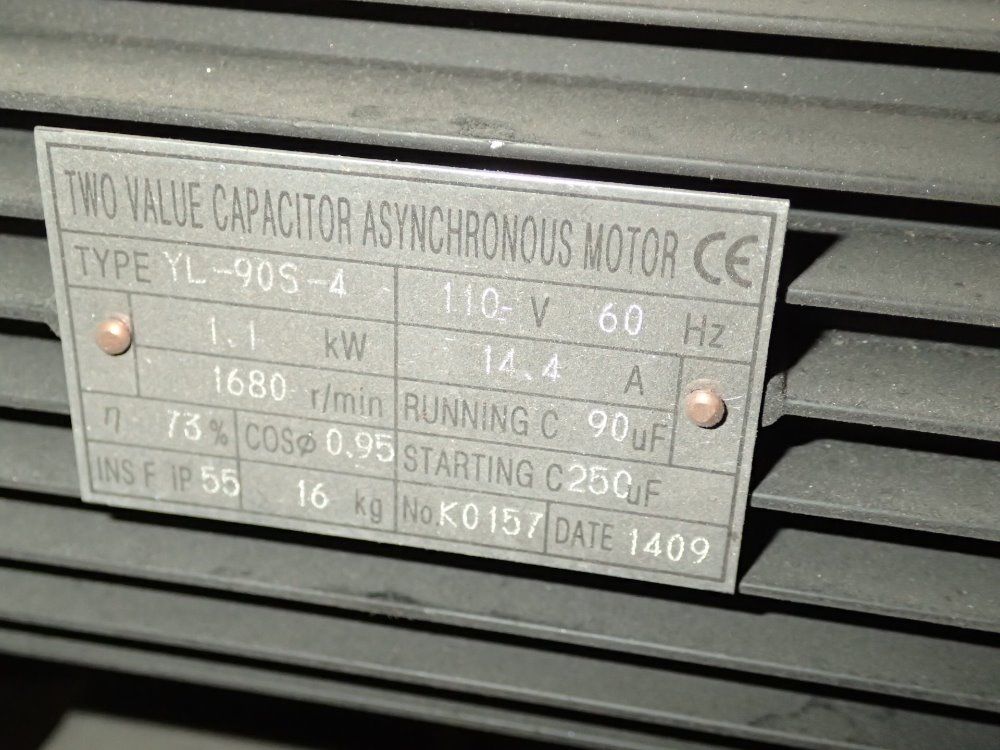 TWO VALUE CAPACITOR ASYNCHRONOUS MOTOR CE
TYPE YL-90S-4
110 V 60 Hz
1.1 kW
14.4 A
1680 r/min
RUNNING C 90uF
η 73% COSø 0.95
STARTING C 250uF
INS F IP 55 16 kg
No.K0157 DATE 1409